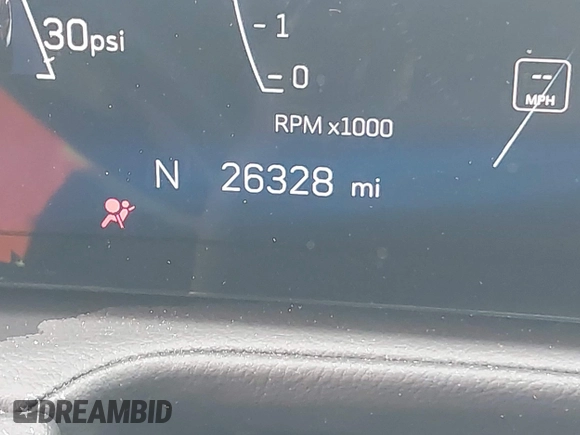 30psi
1
0
--
MPH
RPM x1000
N 26328 mi
DREAMBID